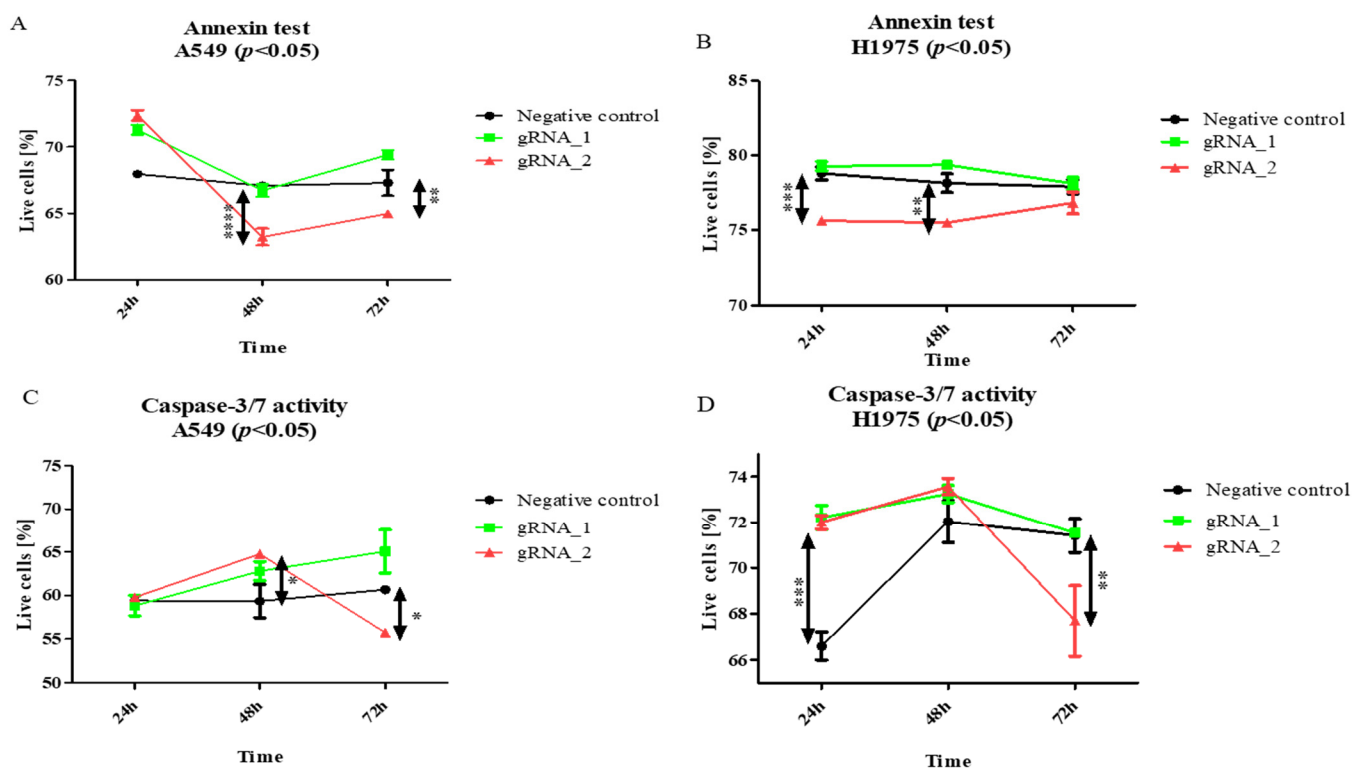 A
Annexin test
A549 (p<0.05)
75
70
65
60
Live cells [%]
****
**
24h
48h
72h
Time
Negative control
gRNA_1
gRNA_2
B
Annexin test
H1975 (p<0.05)
85
80
75
70
Live cells [%]
***
**
24h
48h
72h
Time
Negative control
gRNA_1
gRNA_2
C
Caspase-3/7 activity
A549 (p<0.05)
75
70
65
60
55
50
Live cells [%]
*
*
24h
48h
72h
Time
Negative control
gRNA_1
gRNA_2
D
Caspase-3/7 activity
H1975 (p<0.05)
74
72
70
68
66
Live cells [%]
***
***
24h
48h
72h
Time
Negative control
gRNA_1
gRNA_2